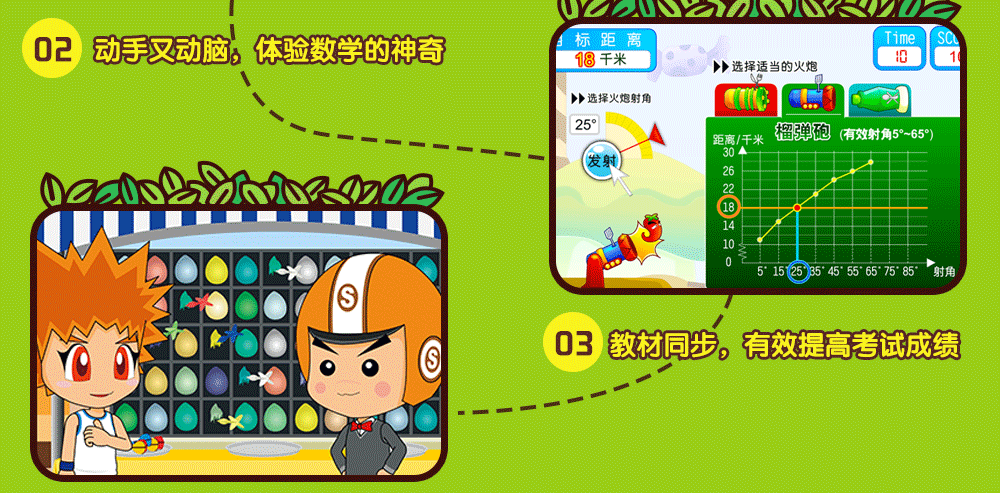 02 动手又动脑，体验数学的神奇
标距离
18 千米
Time
10
选择适当的火炮
选择火炮射角
25°
发射
榴弹砲 (有效射角5°~65°)
距离/千米
30
26
22
18
14
10
0
5° 15° 25° 35° 45° 55° 65° 75° 85° 射角
S
S
03 教材同步，有效提高考试成绩